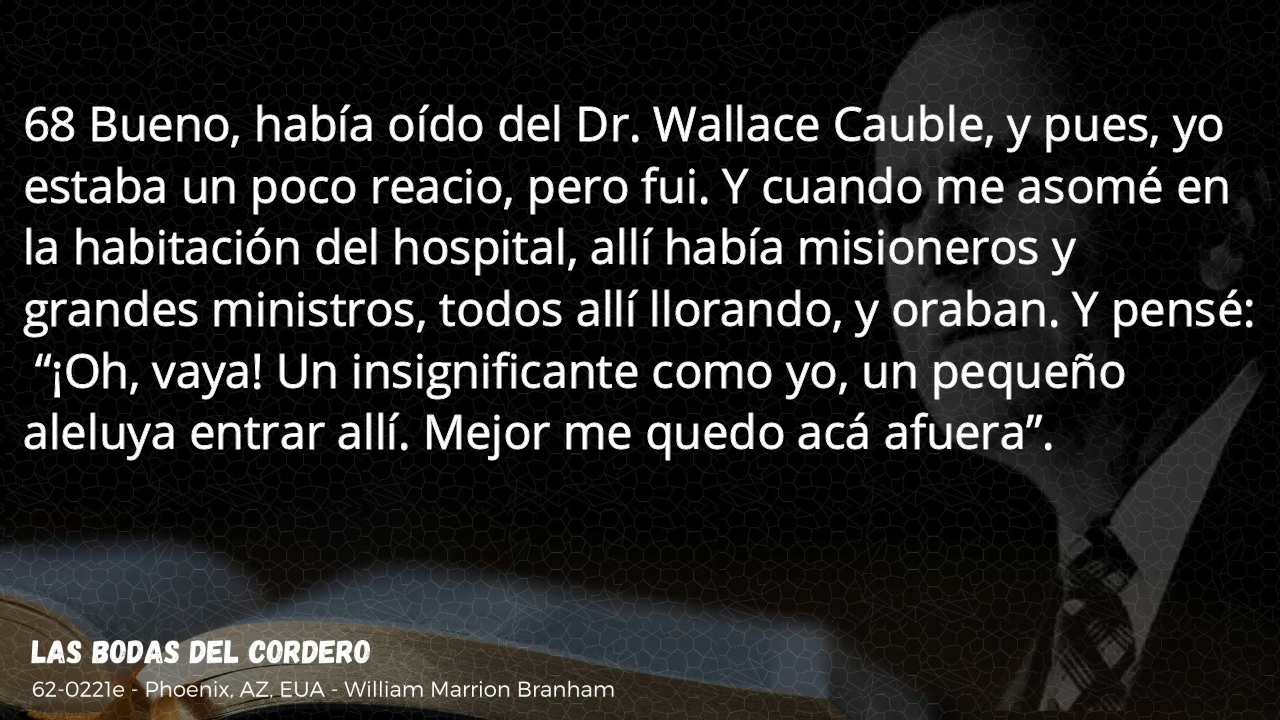 68 Bueno, había oído del Dr. Wallace Cauble, y pues, yo
estaba un poco reacio, pero fui. Y cuando me asomé en
la habitación del hospital, allí había misioneros y
grandes ministros, todos allí llorando, y oraban. Y pensé:
“¡Oh, vaya! Un insignificante como yo, un pequeño
aleluya entrar allí. Mejor me quedo acá afuera”.
LAS BODAS DEL CORDERO
62-0221e - Phoenix, AZ, EUA - William Marrion Branham